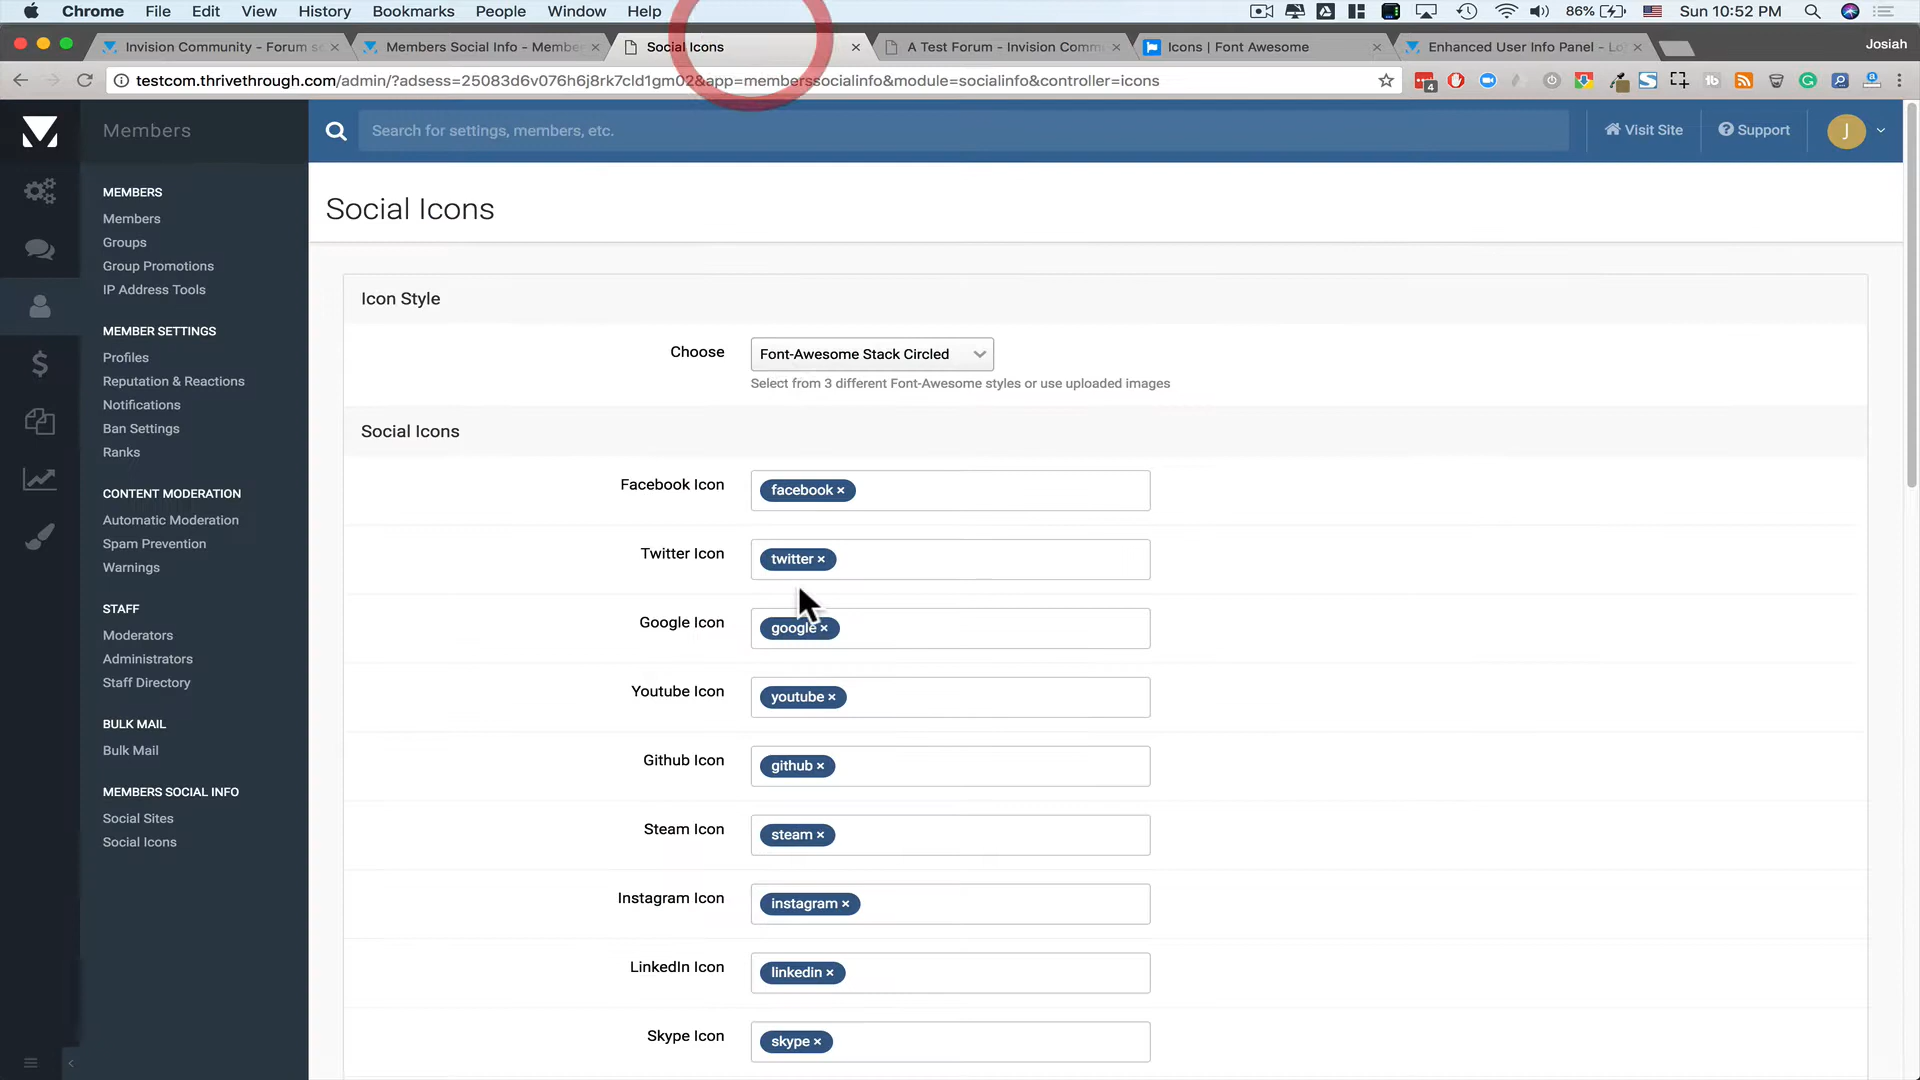 Chrome File Edit View History Bookmarks People Window Help 86% Sun 10:52 PM
Invision Community - Forum s × Members Social Info - Membe × Social Icons × A Test Forum - Invision Comm × Icons | Font Awesome × Enhanced User Info Panel - Lo × Josiah
testcom.thrivethrough.com/admin/?adsess=25083d6v076h6j8rk7cld1gm02&app=memberssocialinfo&module=socialinfo&controller=icons
Members
Search for settings, members, etc.
Visit Site
Support
J
MEMBERS
Members
Groups
Group Promotions
IP Address Tools
MEMBER SETTINGS
Profiles
Reputation & Reactions
Notifications
Ban Settings
Ranks
CONTENT MODERATION
Automatic Moderation
Spam Prevention
Warnings
STAFF
Moderators
Administrators
Staff Directory
BULK MAIL
Bulk Mail
MEMBERS SOCIAL INFO
Social Sites
Social Icons
Social Icons
Icon Style
Choose Font-Awesome Stack Circled
Select from 3 different Font-Awesome styles or use uploaded images
Social Icons
Facebook Icon facebook ×
Twitter Icon twitter ×
Google Icon google ×
Youtube Icon youtube ×
Github Icon github ×
Steam Icon steam ×
Instagram Icon instagram ×
LinkedIn Icon linkedin ×
Skype Icon skype ×